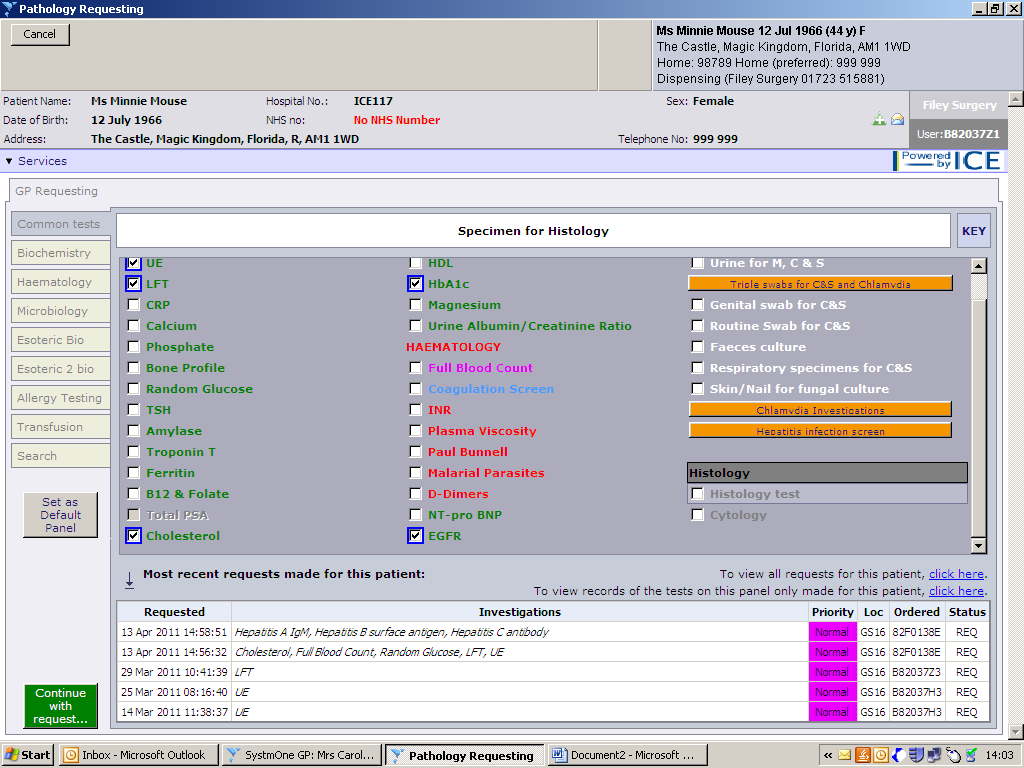 Pathology Requesting
Cancel
Ms Minnie Mouse 12 Jul 1966 (44 y) F
The Castle, Magic Kingdom, Florida, AM1 1WD
Home: 98789 Home (preferred): 999 999
Dispensing (Filey Surgery 01723 515881)
Patient Name: Ms Minnie Mouse Hospital No.: ICE117 Sex: Female
Date of Birth: 12 July 1966 NHS no: No NHS Number
Address: The Castle, Magic Kingdom, Florida, R, AM1 1WD Telephone No: 999 999
Filey Surgery
User:B82037Z1
Services
Powered by ICE
GP Requesting
Common tests
Biochemistry
Haematology
Microbiology
Esoteric Bio
Esoteric 2 bio
Allergy Testing
Transfusion
Search
Set as
Default
Panel
Continue
with
request...
Specimen for Histology
KEY
UE
LFT
CRP
Calcium
Phosphate
Bone Profile
Random Glucose
TSH
Amylase
Troponin T
Ferritin
B12 & Folate
Total PSA
Cholesterol
HDL
HbA1c
Magnesium
Urine Albumin/Creatinine Ratio
HAEMATOLOGY
Full Blood Count
Coagulation Screen
INR
Plasma Viscosity
Paul Bunnell
Malarial Parasites
D-Dimers
NT-pro BNP
EGFR
Urine for M, C & S
Triple swabs for C&S and Chlamydia
Genital swab for C&S
Routine Swab for C&S
Faeces culture
Respiratory specimens for C&S
Skin/Nail for fungal culture
Chlamydia Investigations
Hepatitis infection screen
Histology
Histology test
Cytology
Most recent requests made for this patient:
To view all requests for this patient, click here.
To view records of the tests on this panel only made for this patient, click here.
Requested Investigations Priority Loc Ordered Status
13 Apr 2011 14:58:51 Hepatitis A IgM, Hepatitis B surface antigen, Hepatitis C antibody Normal GS16 82F0138E REQ
13 Apr 2011 14:56:32 Cholesterol, Full Blood Count, Random Glucose, LFT, UE Normal GS16 82F0138E REQ
29 Mar 2011 10:41:39 LFT Normal GS16 B82037Z3 REQ
25 Mar 2011 08:16:40 UE Normal GS16 B82037H3 REQ
14 Mar 2011 11:38:37 UE Normal GS16 B82037H3 REQ
Start
Inbox - Microsoft Outlook
SystmOne GP: Mrs Carol...
Pathology Requesting
Document2 - Microsoft ...
«
14:03